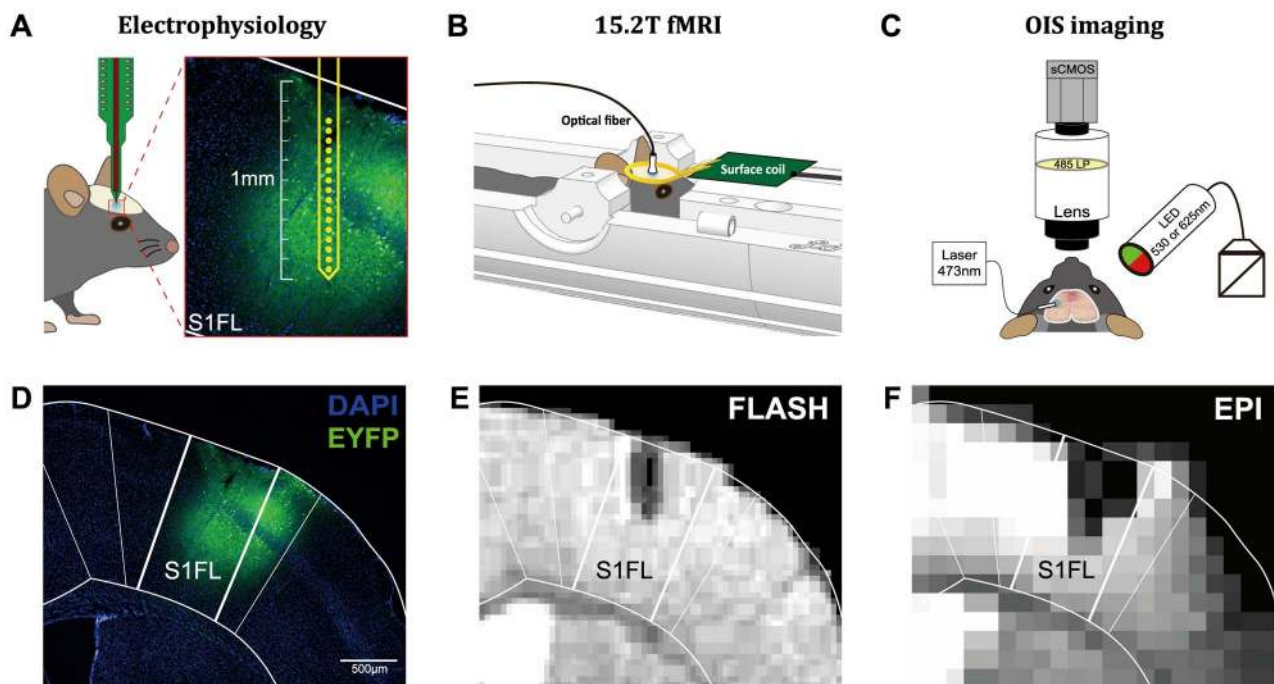 A Electrophysiology
1mm
S1FL
B 15.2T fMRI
Optical fiber
Surface coil
C OIS imaging
sCMOS
485 LP
Lens
LED
530 or 625nm
Laser
473nm
D
DAPI
EYFP
S1FL
500μm
E
FLASH
S1FL
F
EPI
S1FL